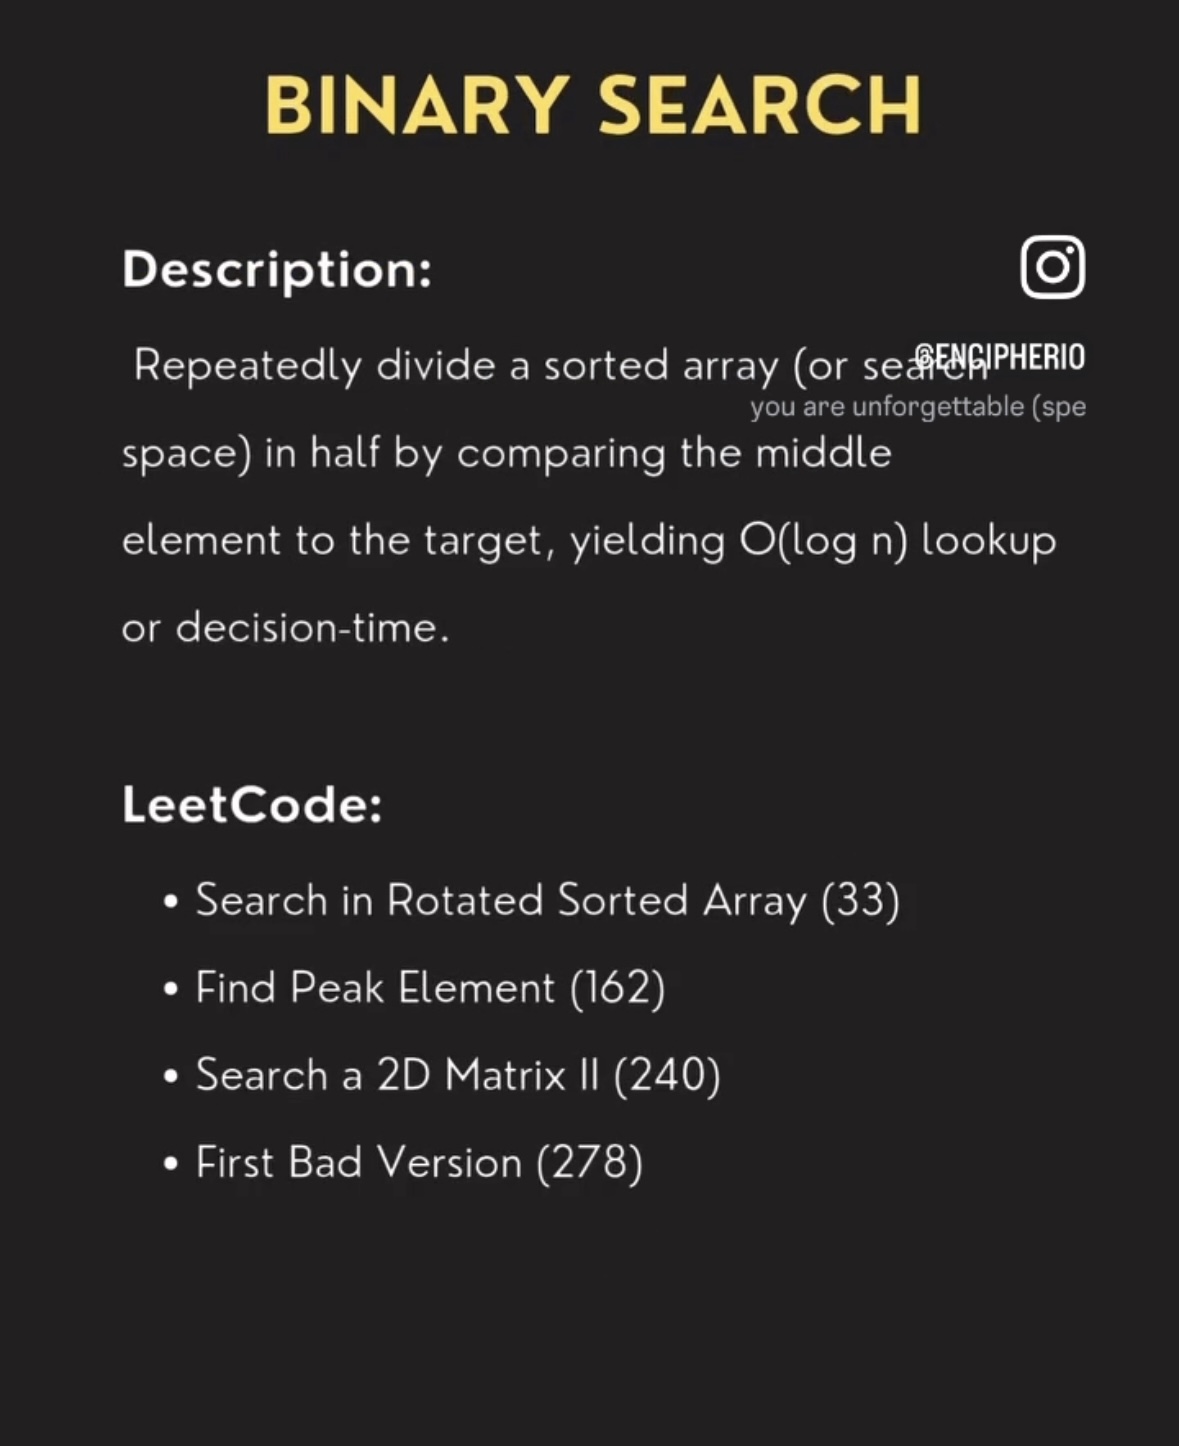 BINARY SEARCH
Description:
Repeatedly divide a sorted array (or search
@ENCIPHERIO
you are unforgettable (spe
space) in half by comparing the middle
element to the target, yielding O(log n) lookup
or decision-time.
LeetCode:
• Search in Rotated Sorted Array (33)
• Find Peak Element (162)
• Search a 2D Matrix II (240)
• First Bad Version (278)